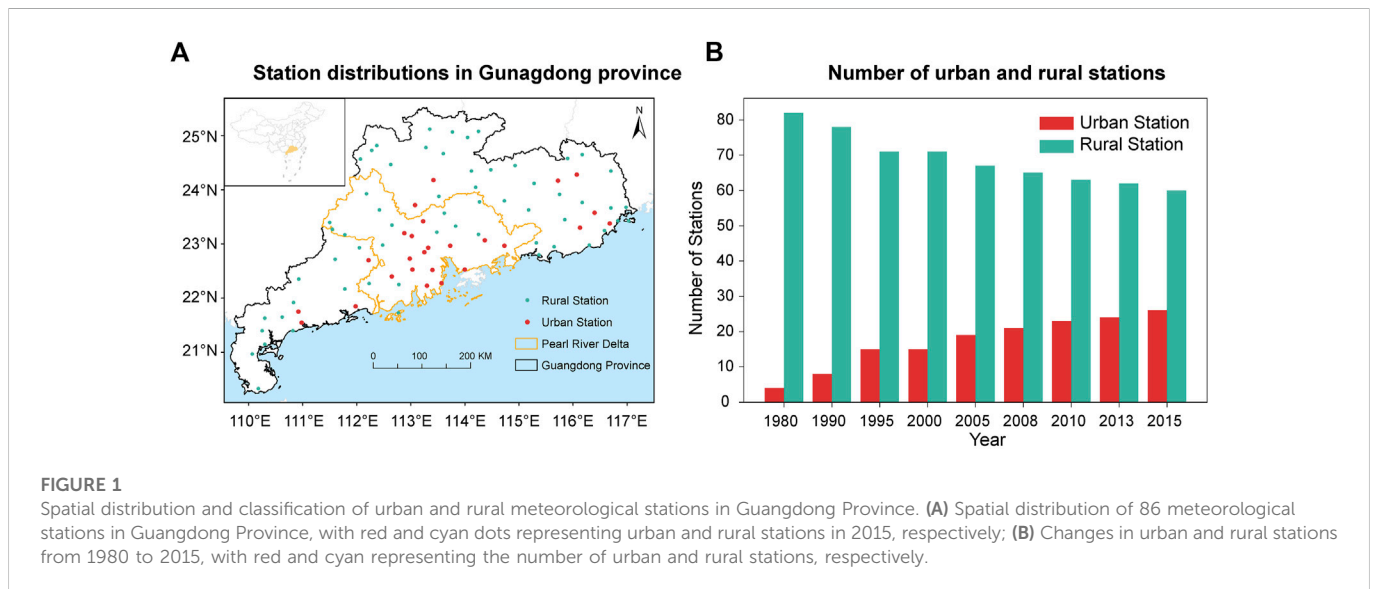 A
Station distributions in Gunagdong province
N
25°N
24°N
23°N
22°N
21°N
Rural Station
Urban Station
Pearl River Delta
Guangdong Province
0 100 200 KM
110°E 111°E 112°E 113°E 114°E 115°E 116°E 117°E
B
Number of urban and rural stations
Urban Station
Rural Station
Number of Stations
80
70
60
50
40
30
20
10
0
1980 1990 1995 2000 2005 2008 2010 2013 2015
Year
FIGURE 1
Spatial distribution and classification of urban and rural meteorological stations in Guangdong Province. (A) Spatial distribution of 86 meteorological
stations in Guangdong Province, with red and cyan dots representing urban and rural stations in 2015, respectively; (B) Changes in urban and rural stations
from 1980 to 2015, with red and cyan representing the number of urban and rural stations, respectively.